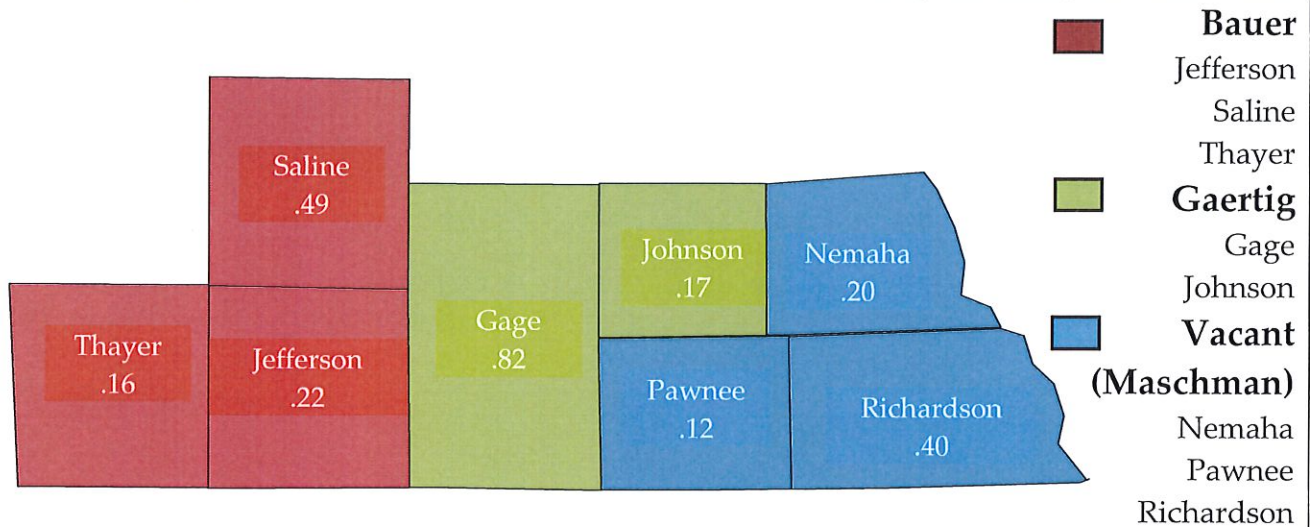 Saline
.49
Thayer
.16
Jefferson
.22
Gage
.82
Johnson
.17
Nemaha
.20
Pawnee
.12
Richardson
.40
Bauer
Jefferson
Saline
Thayer
Gaertig
Gage
Johnson
Vacant
(Maschman)
Nemaha
Pawnee
Richardson